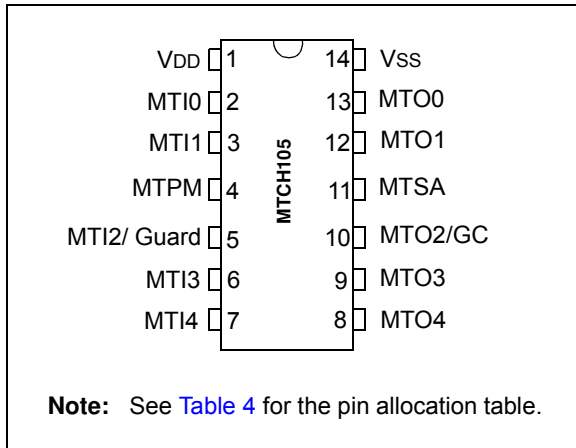 VDD 1 14 VSS
MTI0 2 13 MTO0
MTI1 3 12 MTO1
MTPM 4 11 MTSA
MTI2/ Guard 5 10 MTO2/GC
MTI3 6 9 MTO3
MTI4 7 8 MTO4
MTCH105
Note: See Table 4 for the pin allocation table.